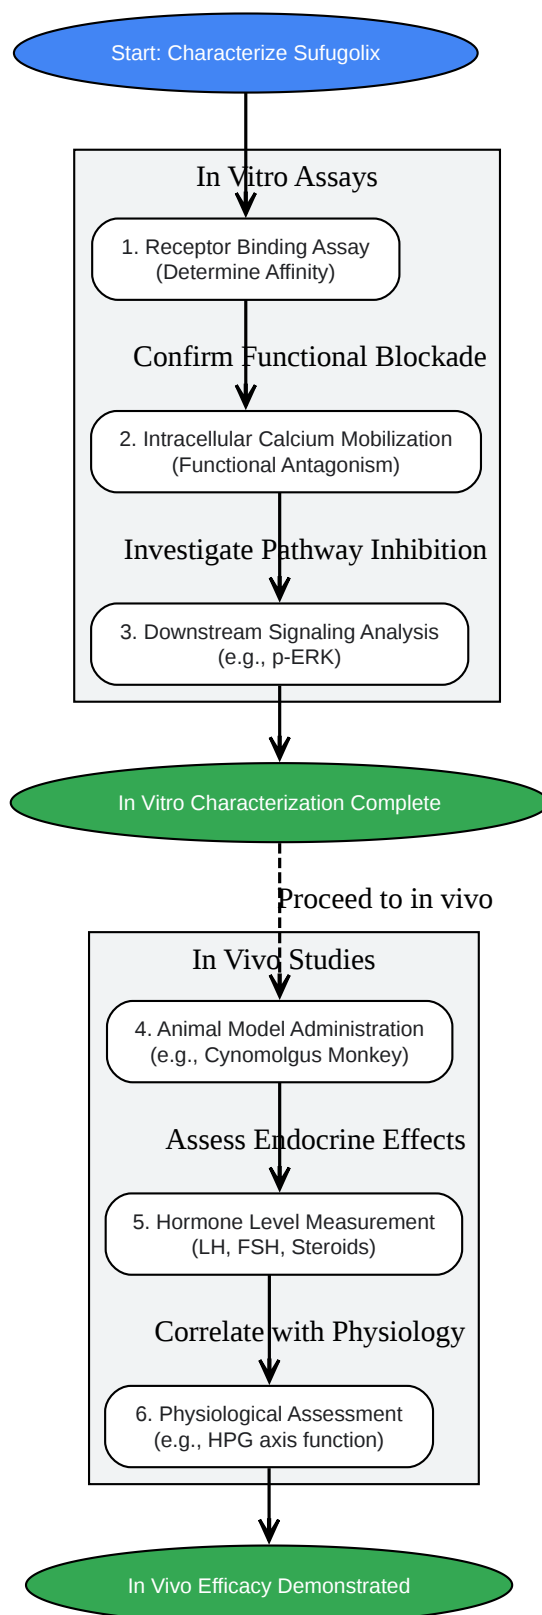 Start: Characterize Sufugolix
In Vitro Assays
1. Receptor Binding Assay
(Determine Affinity)
Confirm Functional Blockade
2. Intracellular Calcium Mobilization
(Functional Antagonism)
Investigate Pathway Inhibition
3. Downstream Signaling Analysis
(e.g., p-ERK)
In Vitro Characterization Complete
Proceed to in vivo
In Vivo Studies
4. Animal Model Administration
(e.g., Cynomolgus Monkey)
Assess Endocrine Effects
5. Hormone Level Measurement
(LH, FSH, Steroids)
Correlate with Physiology
6. Physiological Assessment
(e.g., HPG axis function)
In Vivo Efficacy Demonstrated